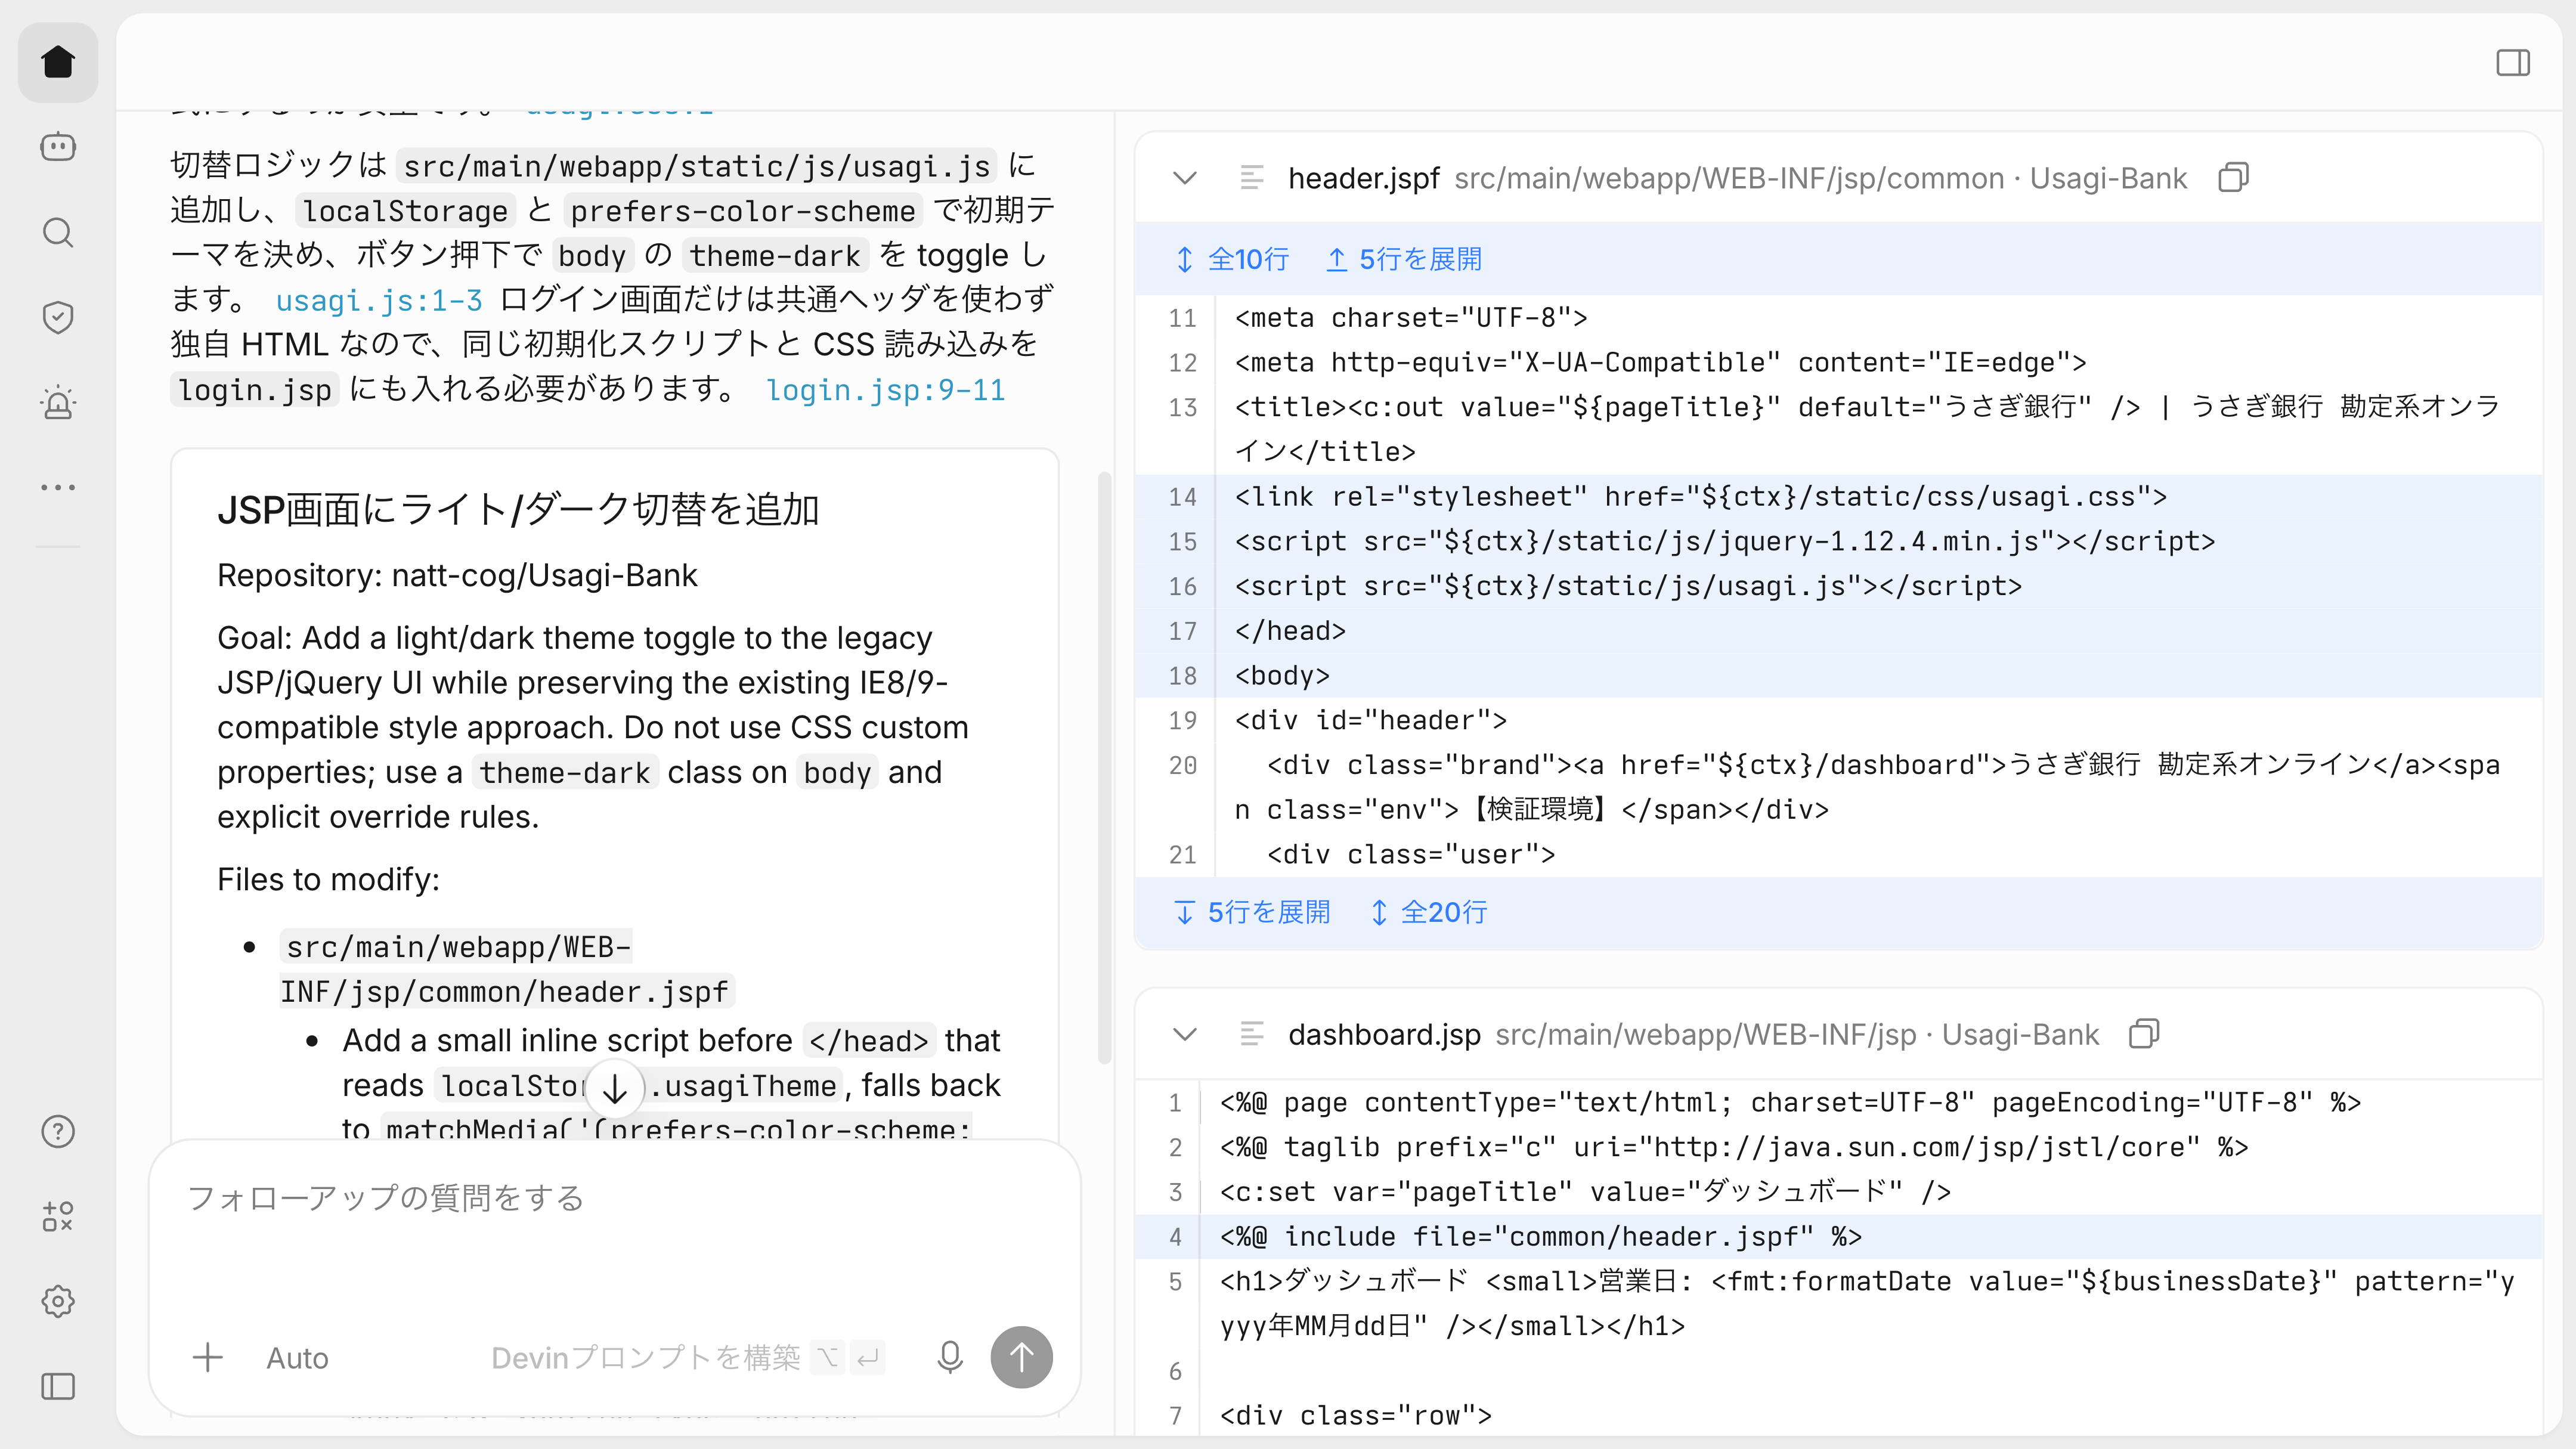 切替ロジックは src/main/webapp/static/js/usagi.js に
追加し、 localStorage と prefers-color-scheme で初期テ
ーマを決め、ボタン押下で body の theme-dark を toggle し
ます。 usagi.js:1-3 ログイン画面だけは共通ヘッダを使わず
独自 HTML なので、同じ初期化スクリプトと CSS 読み込みを
login.jsp にも入れる必要があります。 login.jsp:9-11
JSP画面にライト/ダーク切替を追加
Repository: natt-cog/Usagi-Bank
Goal: Add a light/dark theme toggle to the legacy
JSP/jQuery UI while preserving the existing IE8/9-
compatible style approach. Do not use CSS custom
properties; use a theme-dark class on body and
explicit override rules.
Files to modify:
• src/main/webapp/WEB-
INF/jsp/common/header.jspf
• Add a small inline script before </head> that
reads localStor .usagiTheme, falls back
to matchMedia('(prefers-color-scheme:
フォローアップの質問をする
Auto
Devinプロンプトを構築
header.jspf src/main/webapp/WEB-INF/jsp/common · Usagi-Bank
全10行 5行を展開
11 <meta charset="UTF-8">
12 <meta http-equiv="X-UA-Compatible" content="IE=edge">
13 <title><c:out value="${pageTitle}" default="うさぎ銀行" /> | うさぎ銀行 勘定系オンラ
イン</title>
14 <link rel="stylesheet" href="${ctx}/static/css/usagi.css">
15 <script src="${ctx}/static/js/jquery-1.12.4.min.js"></script>
16 <script src="${ctx}/static/js/usagi.js"></script>
17 </head>
18 <body>
19 <div id="header">
20 <div class="brand"><a href="${ctx}/dashboard">うさぎ銀行 勘定系オンライン</a><spa
n class="env">【検証環境】</span></div>
21 <div class="user">
5行を展開 全20行
dashboard.jsp src/main/webapp/WEB-INF/jsp · Usagi-Bank
1 <%@ page contentType="text/html; charset=UTF-8" pageEncoding="UTF-8" %>
2 <%@ taglib prefix="c" uri="http://java.sun.com/jsp/jstl/core" %>
3 <c:set var="pageTitle" value="ダッシュボード" />
4 <%@ include file="common/header.jspf" %>
5 <h1>ダッシュボード <small>営業日: <fmt:formatDate value="${businessDate}" pattern="y
yyy年MM月dd日" /></small></h1>
6
7 <div class="row">